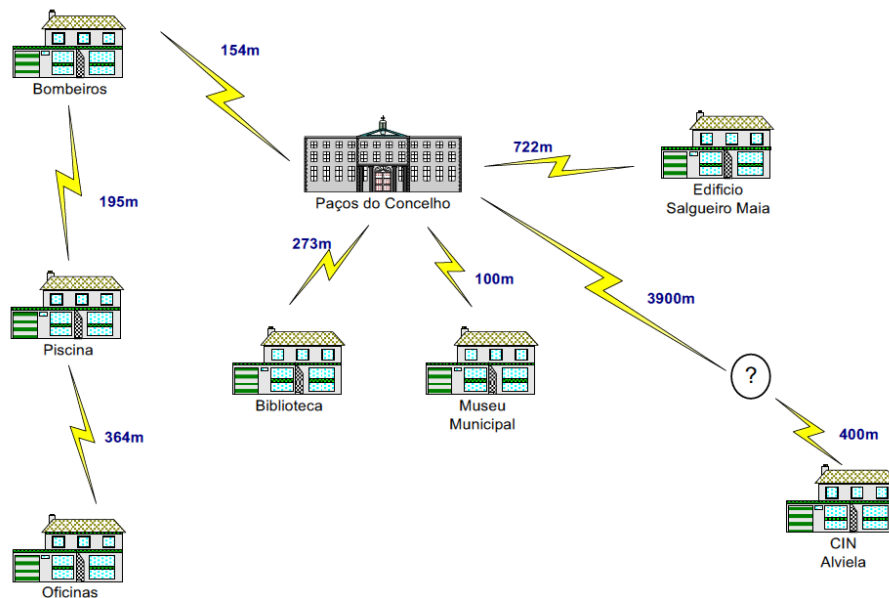 154m
Bombeiros
722m
Edificio
Salgueiro Maia
Paços do Concelho
195m
273m
100m
3900m
Piscina
?
Biblioteca
Museu
Municipal
364m
400m
CIN
Alviela
Oficinas